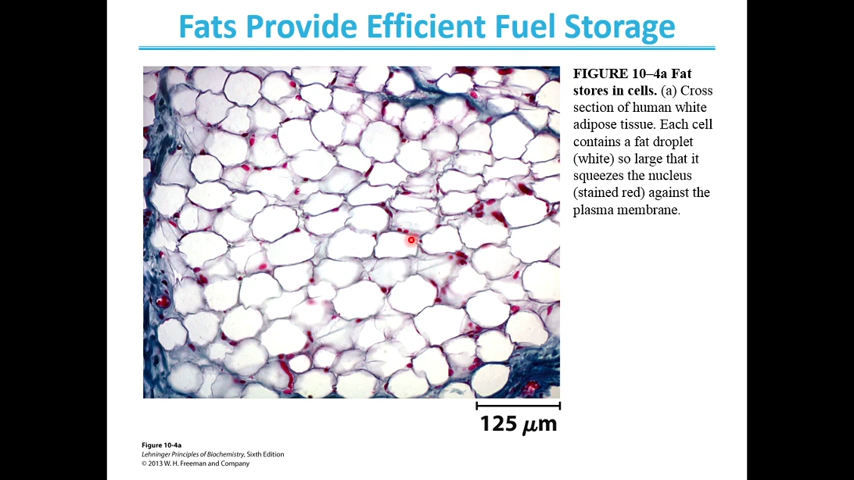 Fats Provide Efficient Fuel Storage
FIGURE 10–4a Fat
stores in cells. (a) Cross
section of human white
adipose tissue. Each cell
contains a fat droplet
(white) so large that it
squeezes the nucleus
(stained red) against the
plasma membrane.
125 μm
Figure 10-4a
Lehninger Principles of Biochemistry, Sixth Edition
© 2013 W. H. Freeman and Company